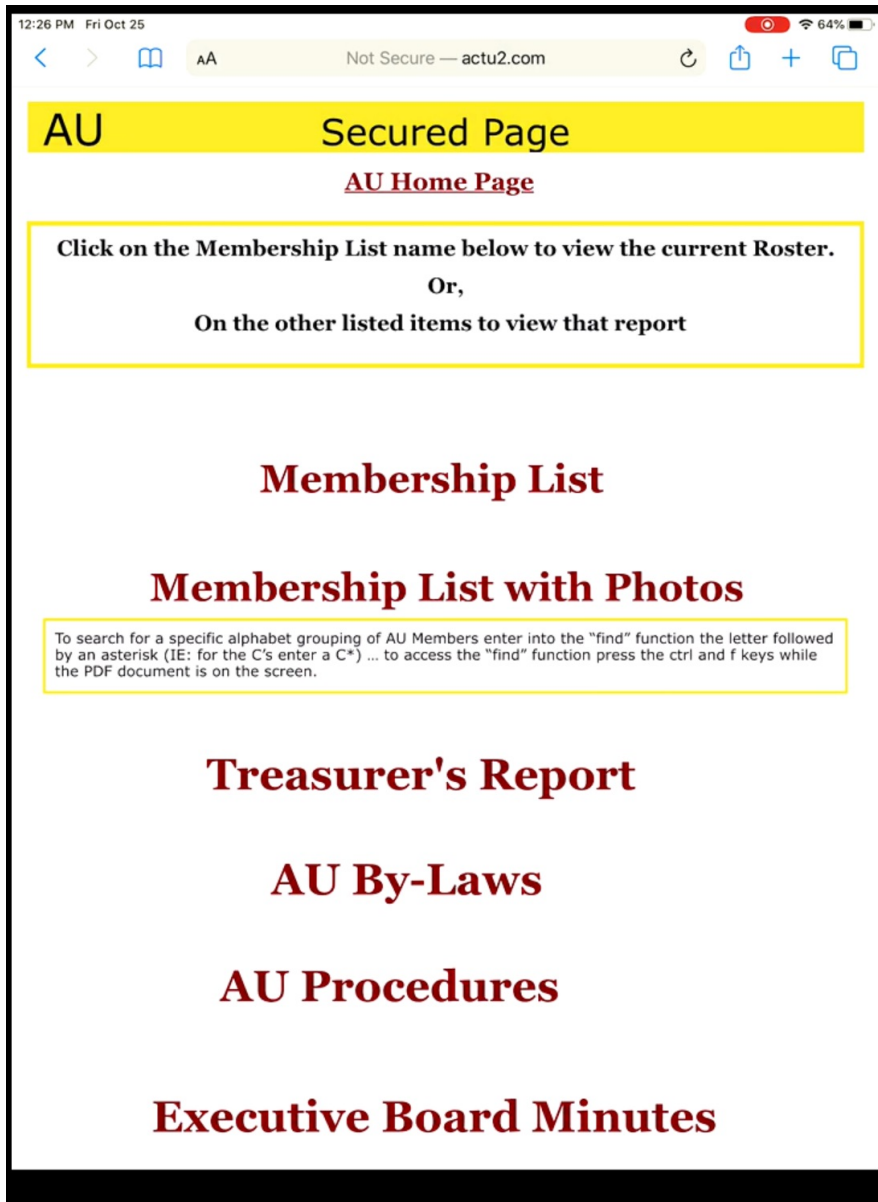 12:26 PM Fri Oct 25
64%
AA
Not Secure — actu2.com
AU
Secured Page
AU Home Page
Click on the Membership List name below to view the current Roster.
Or,
On the other listed items to view that report
Membership List
Membership List with Photos
To search for a specific alphabet grouping of AU Members enter into the “find” function the letter followed
by an asterisk (IE: for the C’s enter a C*) ... to access the “find” function press the ctrl and f keys while
the PDF document is on the screen.
Treasurer's Report
AU By-Laws
AU Procedures
Executive Board Minutes